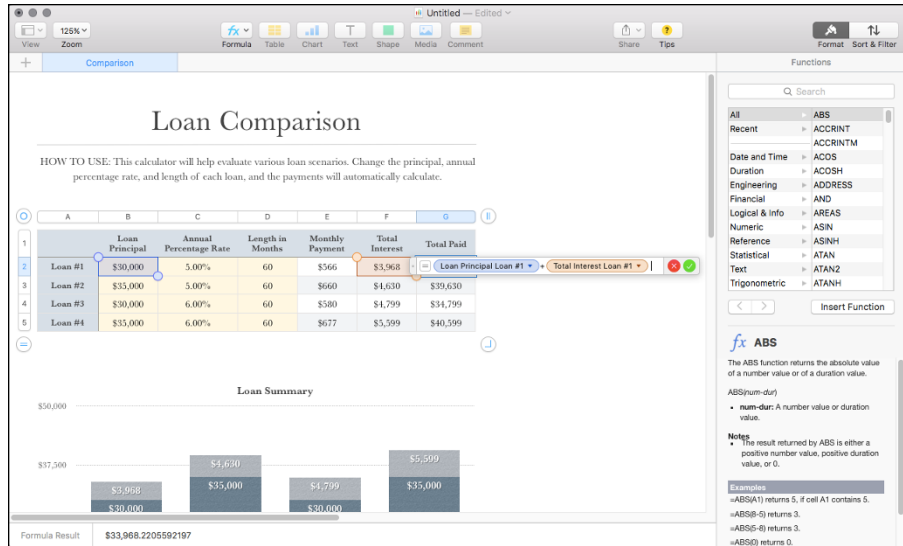 Untitled — Edited
125%
View
Zoom
Formula
Table
Chart
Text
Shape
Media
Comment
Share
Tips
Format
Sort & Filter
Comparison
Functions
Loan Comparison
HOW TO USE: This calculator will help evaluate various loan scenarios. Change the principal, annual
percentage rate, and length of each loan, and the payments will automatically calculate.
A B C D E F G
1 Loan Principal Annual Percentage Rate Length in Months Monthly Payment Total Interest Total Paid
2 Loan #1 $30,000 5.00% 60 $566 $3,968 = Loan Principal Loan #1 + Total Interest Loan #1
3 Loan #2 $35,000 5.00% 60 $660 $4,630 $39,630
4 Loan #3 $30,000 6.00% 60 $580 $4,799 $34,799
5 Loan #4 $35,000 6.00% 60 $677 $5,599 $40,599
Loan Summary
$50,000
$37,500
$3,968
$30,000
$4,630
$35,000
$4,799
$30,000
$5,599
$35,000
Formula Result $33,968.2205592197
Search
All
Recent
Date and Time
Duration
Engineering
Financial
Logical & Info
Numeric
Reference
Statistical
Text
Trigonometric
ABS
ACCRINT
ACCRINTM
ACOS
ACOSH
ADDRESS
AND
AREAS
ASIN
ASINH
ATAN
ATAN2
ATANH
Insert Function
fx ABS
The ABS function returns the absolute value
of a number value or of a duration value.
ABS(num-dur)
• num-dur: A number value or duration
value.
Notes
• The result returned by ABS is either a
positive number value, positive duration
value, or 0.
Examples
=ABS(A1) returns 5, if cell A1 contains 5.
=ABS(8-5) returns 3.
=ABS(5-8) returns 3.
=ABS(0) returns 0.